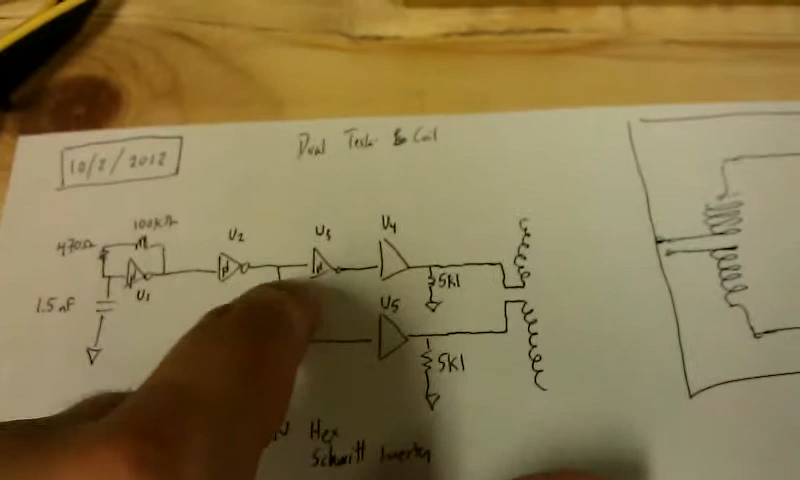 10/2/2012
Dual Tesla Coil
100KΩ
470Ω
U1
U2
U3
U4
1.5nF
5K1
U5
5K1
Hex
Schmitt Inverter